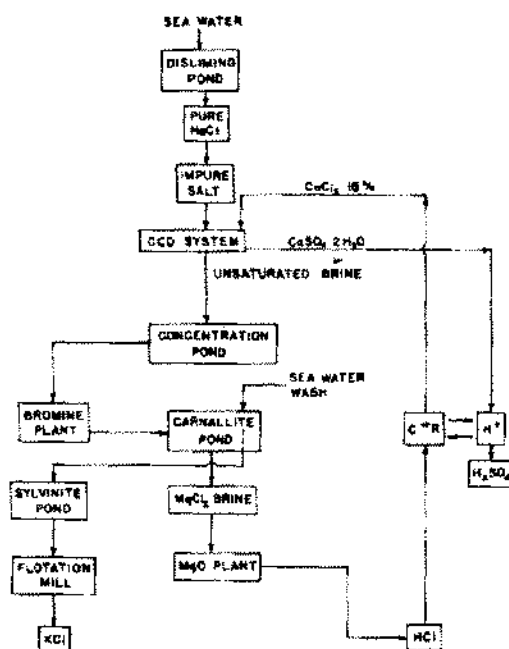 SEA WATER
DISLIMING
POND
PURE
NaCl
IMPURE
SALT
CaCl₂ 15%
CCD SYSTEM
CaSO₄ 2H₂O
UNSATURATED BRINE
CONCENTRATION
POND
SEA WATER
WASH
BROMINE
PLANT
CARNALLITE
POND
H⁺
H₂SO₄
SYLVINITE
POND
MgCl₂ BRINE
FLOTATION
MILL
MgO PLANT
KCl
HCl